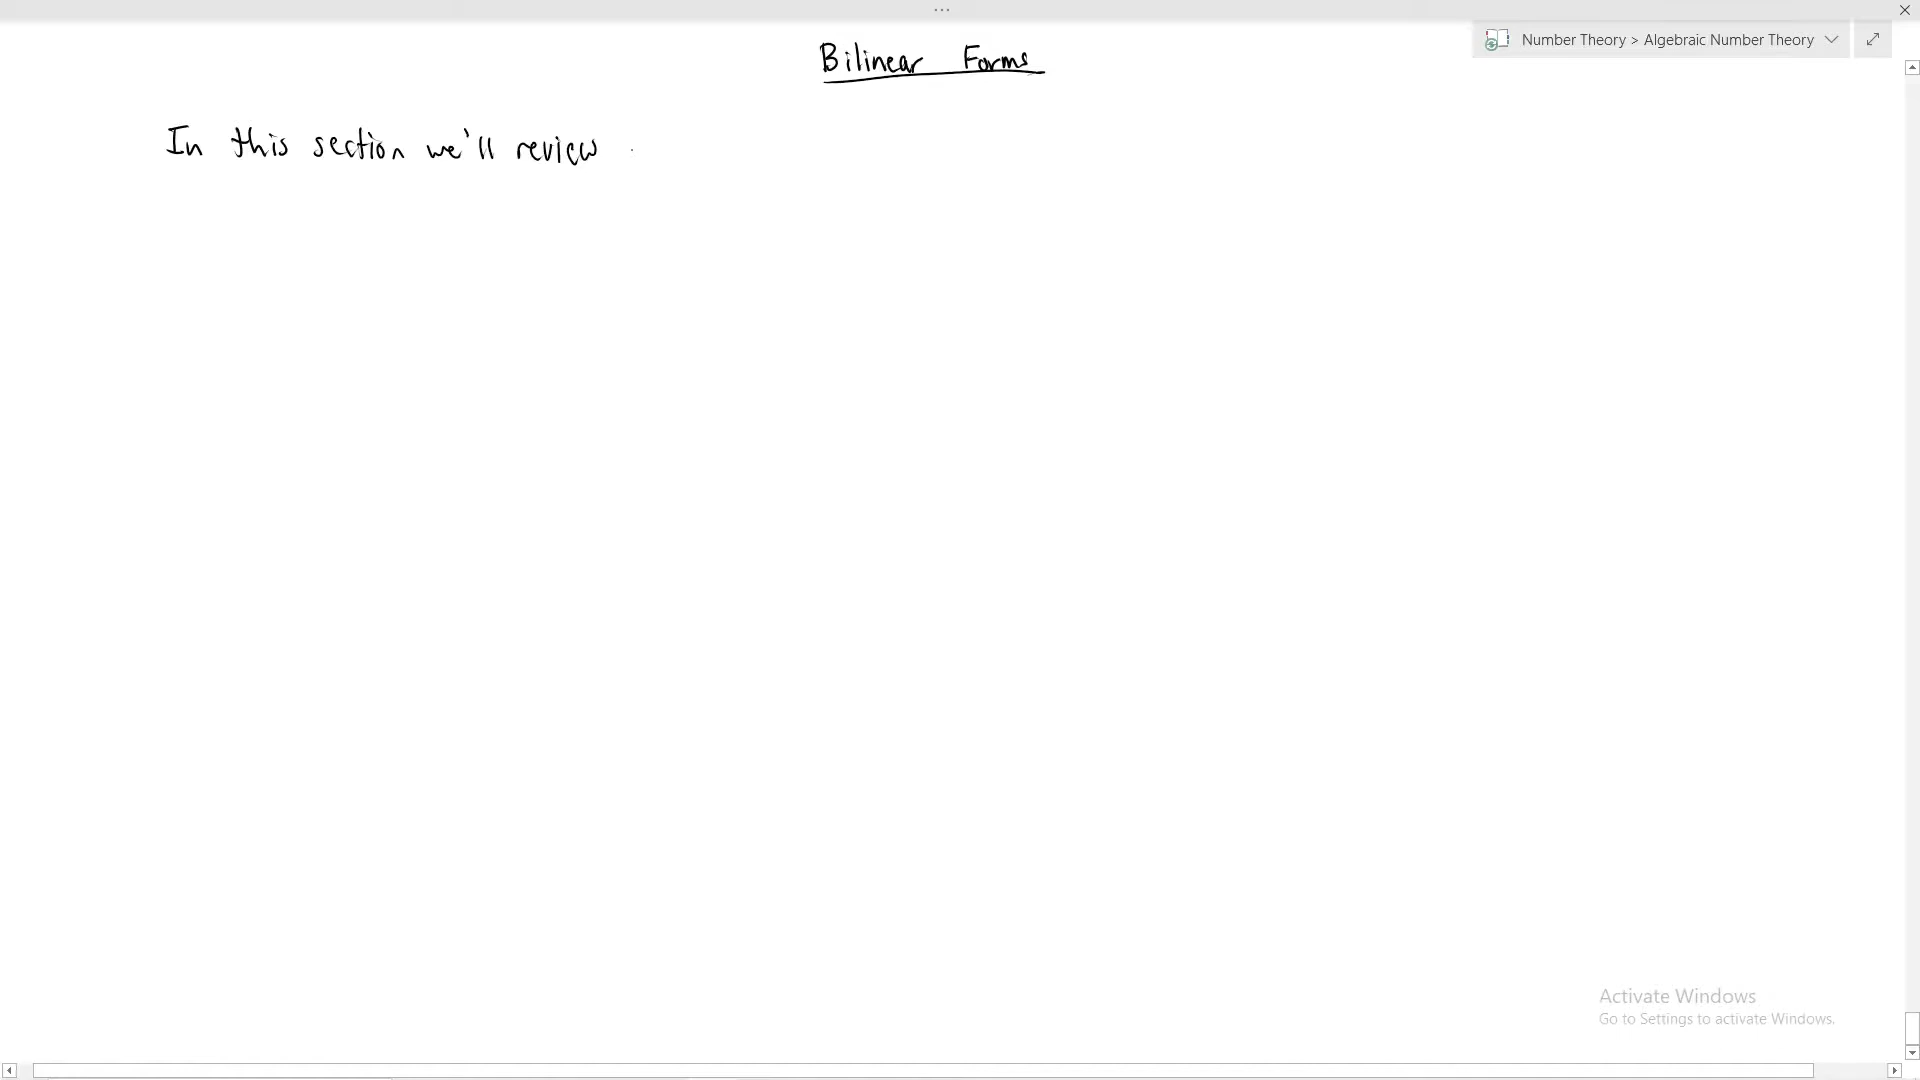 ...
Number Theory > Algebraic Number Theory
Bilinear Forms
In this section we'll review
Activate Windows
Go to Settings to activate Windows.